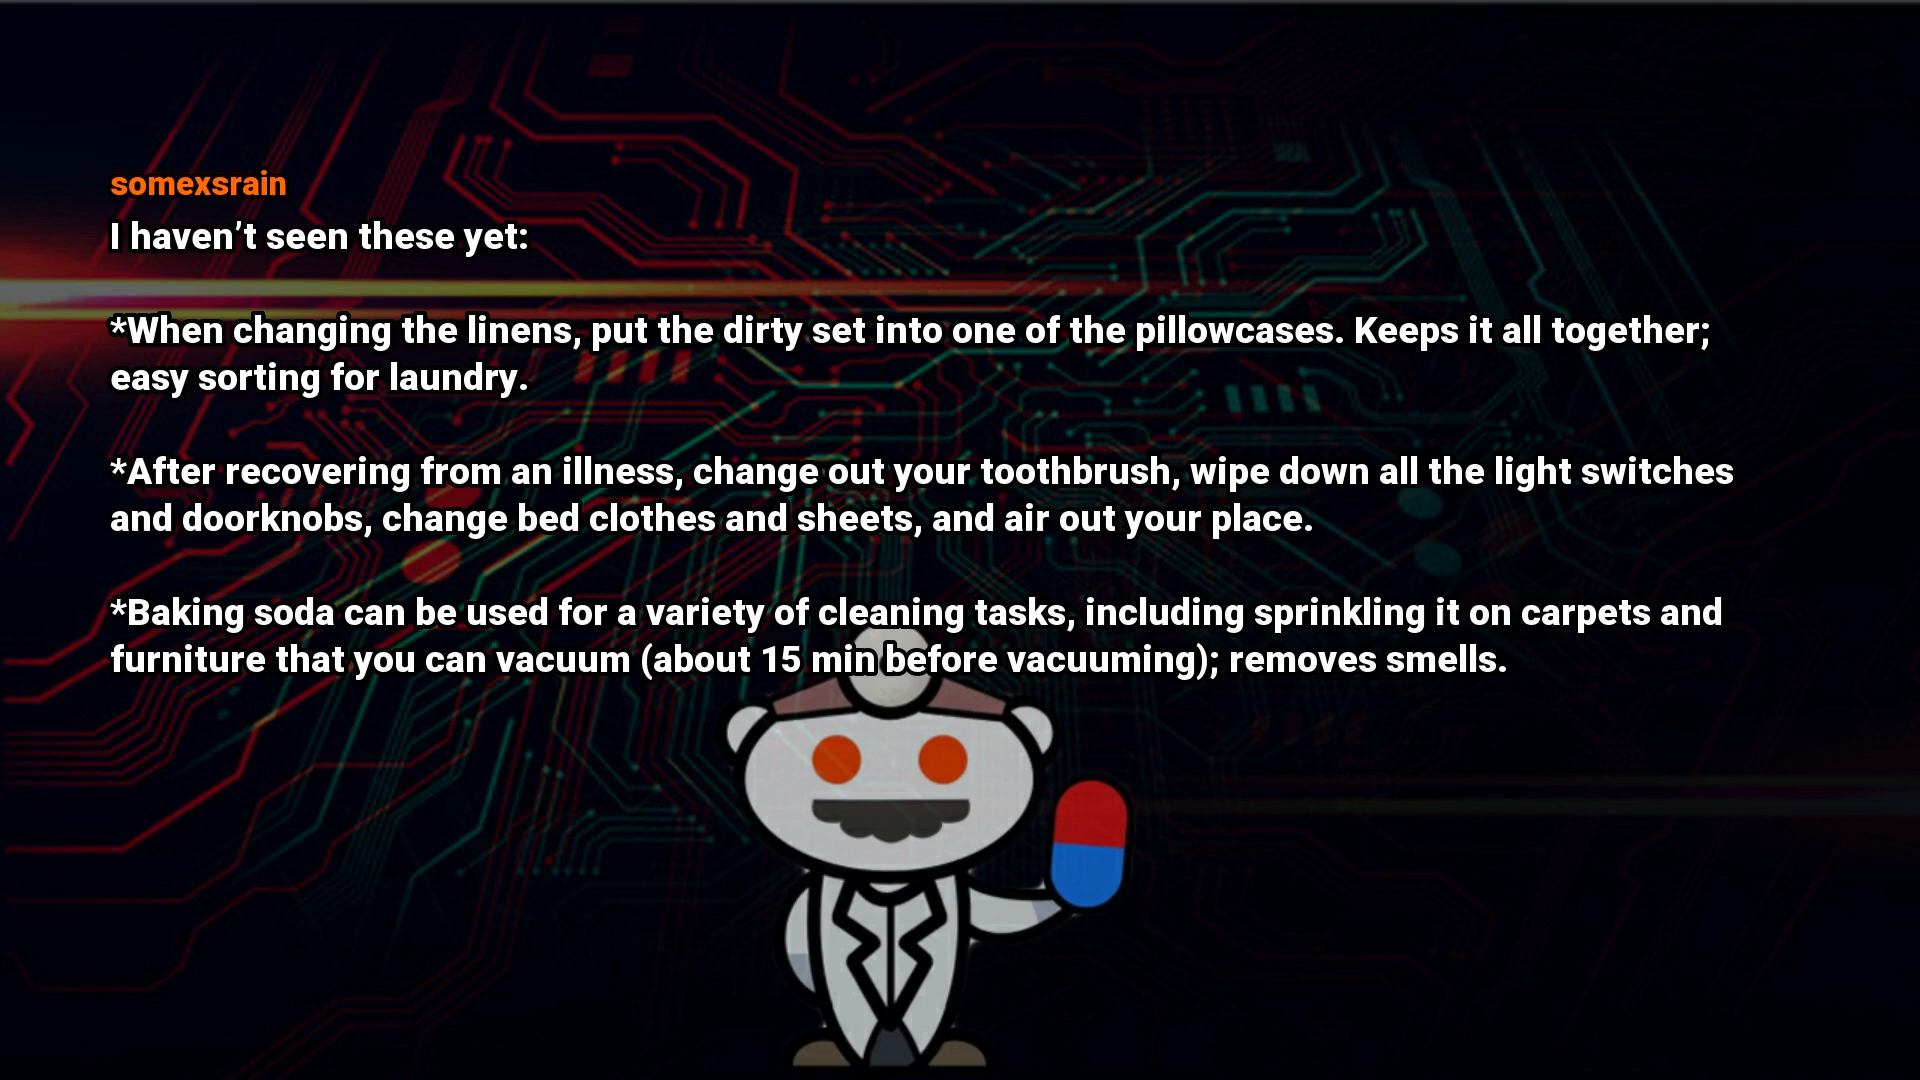 somexsrain
I haven’t seen these yet:
*When changing the linens, put the dirty set into one of the pillowcases. Keeps it all together;
easy sorting for laundry.
*After recovering from an illness, change out your toothbrush, wipe down all the light switches
and doorknobs, change bed clothes and sheets, and air out your place.
*Baking soda can be used for a variety of cleaning tasks, including sprinkling it on carpets and
furniture that you can vacuum (about 15 min before vacuuming); removes smells.